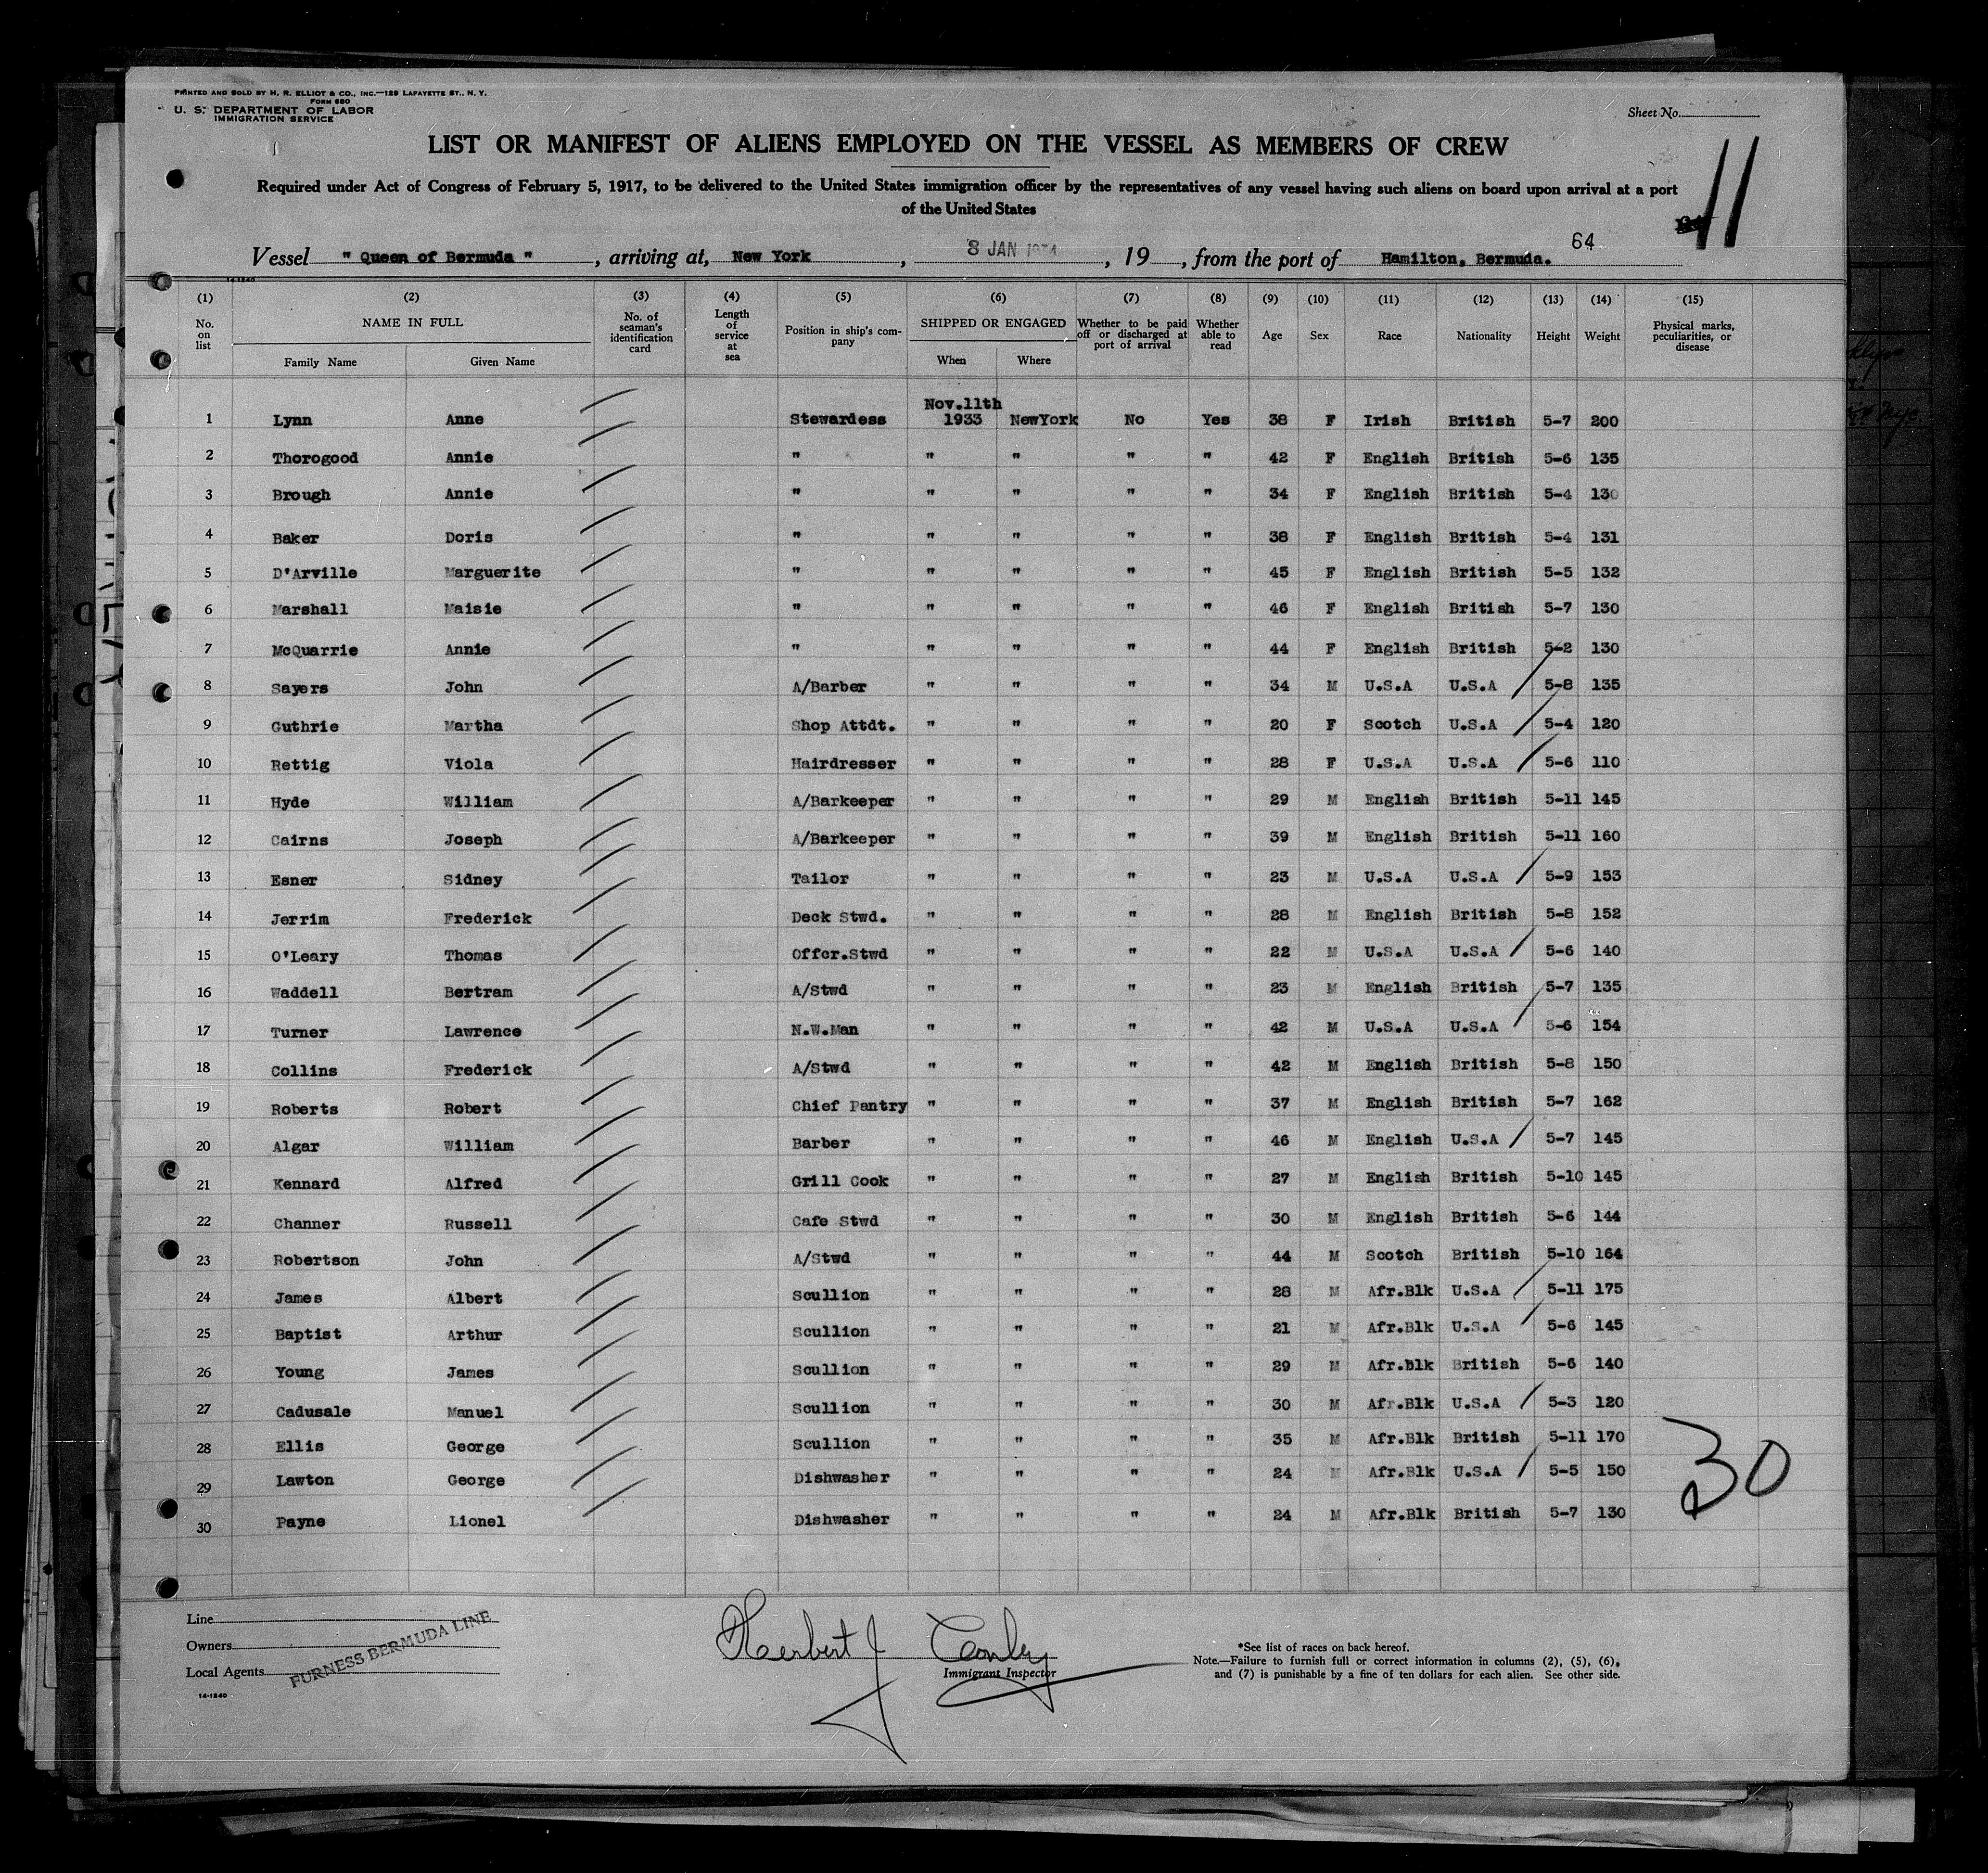 PRINTED AND SOLD BY H. R. ELLIOT & CO., INC.—129 LAFAYETTE ST., N. Y.
FORM 680
U. S. DEPARTMENT OF LABOR
IMMIGRATION SERVICE
Sheet No.
LIST OR MANIFEST OF ALIENS EMPLOYED ON THE VESSEL AS MEMBERS OF CREW
11
Required under Act of Congress of February 5, 1917, to be delivered to the United States immigration officer by the representatives of any vessel having such aliens on board upon arrival at a port
of the United States
64
Vessel " Queen of Bermuda " , arriving at, New York , 8 JAN 1934 , 19 , from the port of Hamilton, Bermuda.
14-1240
(1) (2) (3) (4) (5) (6) (7) (8) (9) (10) (11) (12) (13) (14) (15)
No. on list NAME IN FULL Family Name Given Name No. of seaman's identification card Length of service at sea Position in ship's company SHIPPED OR ENGAGED When Where Whether to be paid off or discharged at port of arrival Whether able to read Age Sex Race Nationality Height Weight Physical marks, peculiarities, or disease
1 Lynn Anne Stewardess Nov.11th 1933 NewYork No Yes 38 F Irish British 5-7 200
2 Thorogood Annie " " " " " 42 F English British 5-6 135
3 Brough Annie " " " " " 34 F English British 5-4 130
4 Baker Doris " " " " " 38 F English British 5-4 131
5 D'Arville Marguerite " " " " " 45 F English British 5-5 132
6 Marshall Maisie " " " " " 46 F English British 5-7 130
7 McQuarrie Annie " " " " " 44 F English British 5-2 130
8 Sayers John A/Barber " " " " 34 M U.S.A U.S.A 5-8 135
9 Guthrie Martha Shop Attdt. " " " " 20 F Scotch U.S.A 5-4 120
10 Rettig Viola Hairdresser " " " " 28 F U.S.A U.S.A 5-6 110
11 Hyde William A/Barkeeper " " " " 29 M English British 5-11 145
12 Cairns Joseph A/Barkeeper " " " " 39 M English British 5-11 160
13 Esner Sidney Tailor " " " " 23 M U.S.A U.S.A 5-9 153
14 Jerrim Frederick Deck Stwd. " " " " 28 M English British 5-8 152
15 O'Leary Thomas Offcr.Stwd " " " " 22 M U.S.A U.S.A 5-6 140
16 Waddell Bertram A/Stwd " " " " 23 M English British 5-7 135
17 Turner Lawrence N.W.Man " " " " 42 M U.S.A U.S.A 5-6 154
18 Collins Frederick A/Stwd " " " " 42 M English British 5-8 150
19 Roberts Robert Chief Pantry " " " " 37 M English British 5-7 162
20 Algar William Barber " " " " 46 M English U.S.A 5-7 145
21 Kennard Alfred Grill Cook " " " " 27 M English British 5-10 145
22 Channer Russell Cafe Stwd " " " " 30 M English British 5-6 144
23 Robertson John A/Stwd " " " " 44 M Scotch British 5-10 164
24 James Albert Scullion " " " " 28 M Afr.Blk U.S.A 5-11 175
25 Baptist Arthur Scullion " " " " 21 M Afr.Blk U.S.A 5-6 145
26 Young James Scullion " " " " 29 M Afr.Blk British 5-6 140
27 Cadusale Manuel Scullion " " " " 30 M Afr.Blk U.S.A 5-3 120
28 Ellis George Scullion " " " " 35 M Afr.Blk British 5-11 170
29 Lawton George Dishwasher " " " " 24 M Afr.Blk U.S.A 5-5 150
30 Payne Lionel Dishwasher " " " " 24 M Afr.Blk British 5-7 130
30
Line
Owners
Local Agents
FURNESS BERMUDA LINE
14-1240
Herbert J
Immigrant Inspector
*See list of races on back hereof.
Note.—Failure to furnish full or correct information in columns (2), (5), (6), and (7) is punishable by a fine of ten dollars for each alien. See other side.